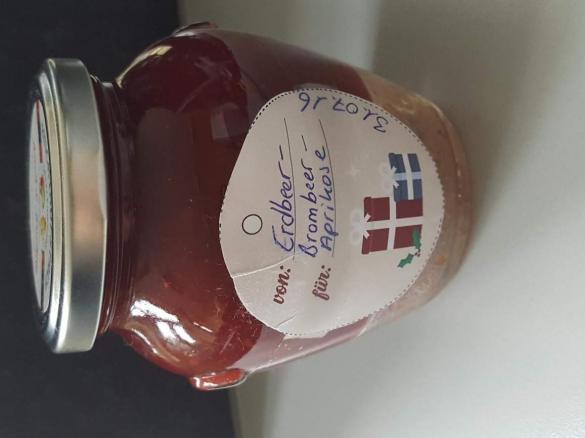 von: Erdbeer--
Brombeer-
für: Aprikose
31 07 16